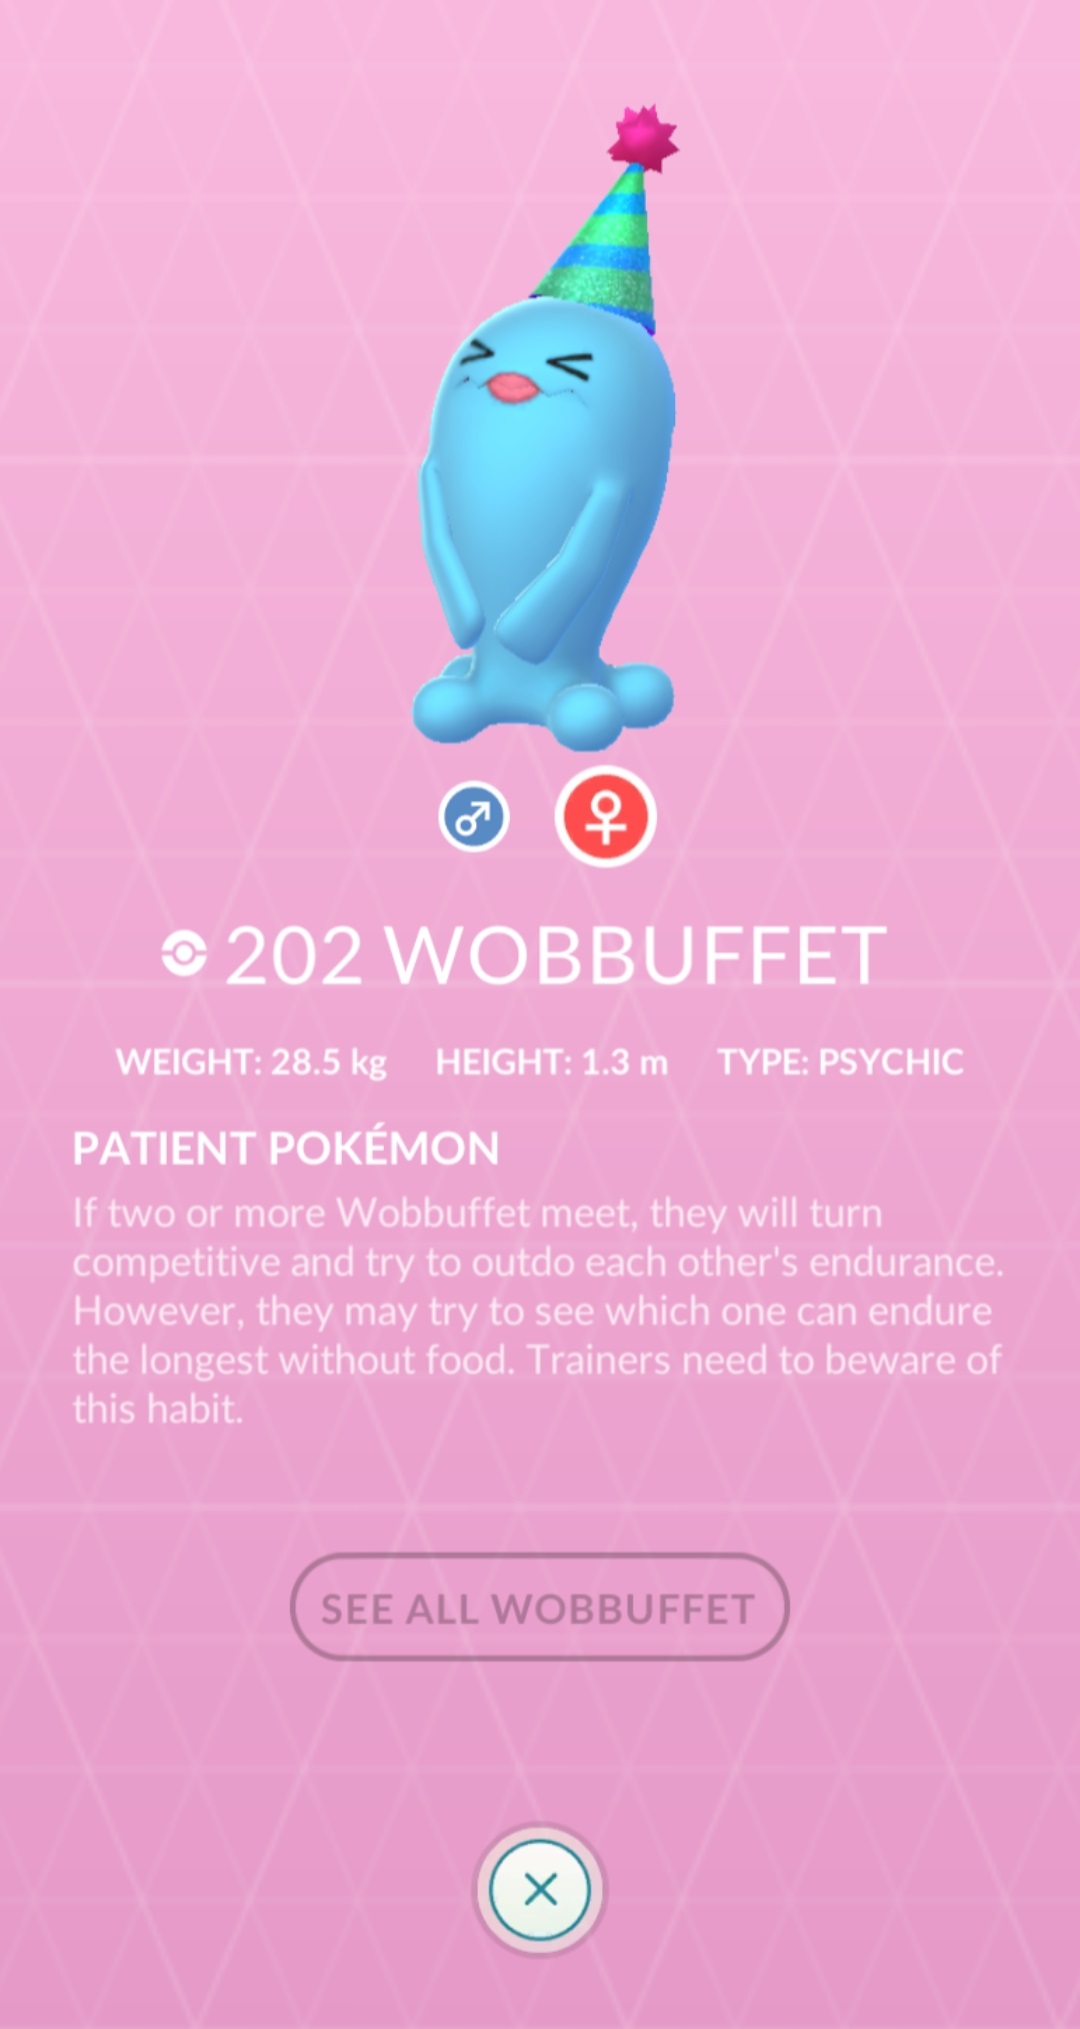 202 WOBBUFFET
WEIGHT: 28.5 kg HEIGHT: 1.3 m TYPE: PSYCHIC
PATIENT POKÉMON
If two or more Wobbuffet meet, they will turn
competitive and try to outdo each other's endurance.
However, they may try to see which one can endure
the longest without food. Trainers need to beware of
this habit.
SEE ALL WOBBUFFET